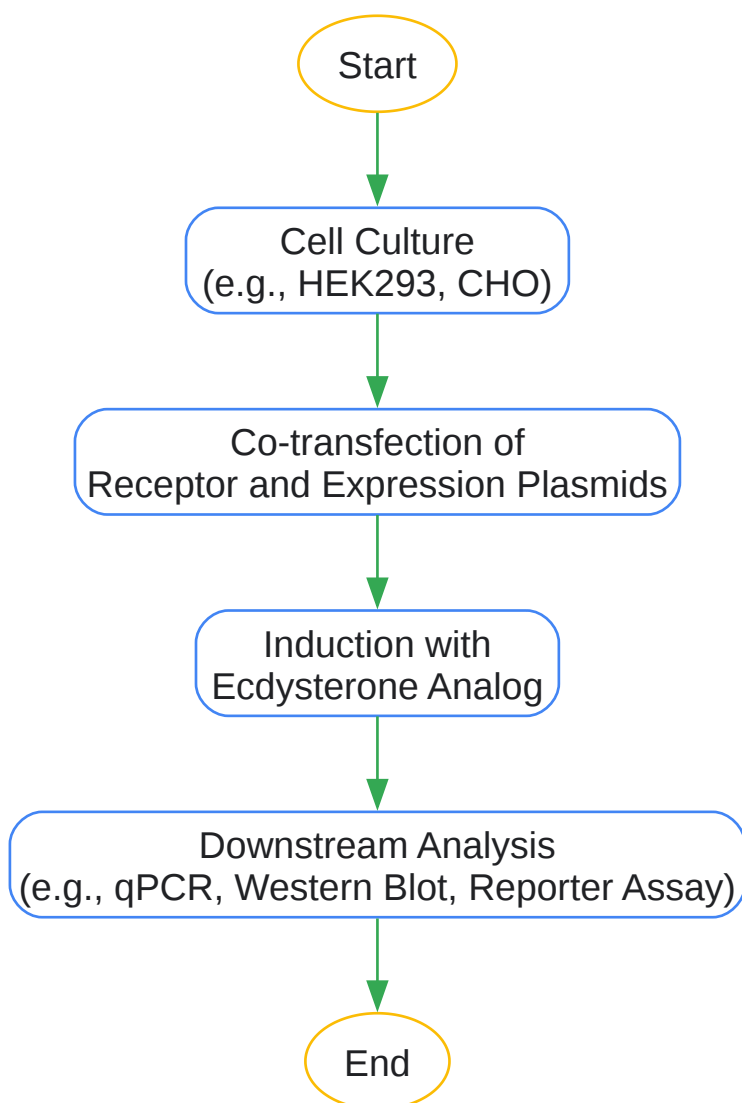 Start
Cell Culture
(e.g., HEK293, CHO)
Co-transfection of
Receptor and Expression Plasmids
Induction with
Ecdysterone Analog
Downstream Analysis
(e.g., qPCR, Western Blot, Reporter Assay)
End